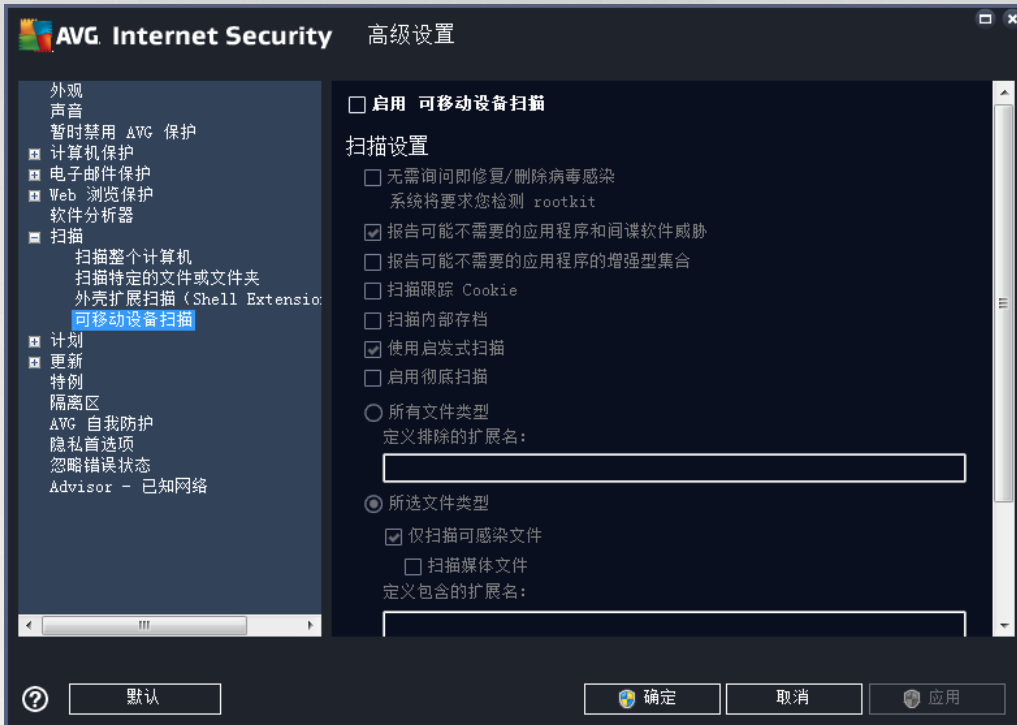 AVG. Internet Security 高级设置
外观
声音
暂时禁用 AVG 保护
计算机保护
电子邮件保护
Web 浏览保护
软件分析器
扫描
扫描整个计算机
扫描特定的文件或文件夹
外壳扩展扫描（Shell Extensio
可移动设备扫描
计划
更新
特例
隔离区
AVG 自我防护
隐私首选项
忽略错误状态
Advisor - 已知网络
启用 可移动设备扫描
扫描设置
无需询问即修复/删除病毒感染
系统将要求您检测 rootkit
报告可能不需要的应用程序和间谍软件威胁
报告可能不需要的应用程序的增强型集合
扫描跟踪 Cookie
扫描内部存档
使用启发式扫描
启用彻底扫描
所有文件类型
定义排除的扩展名:
所选文件类型
仅扫描可感染文件
扫描媒体文件
定义包含的扩展名:
默认 确定 取消 应用